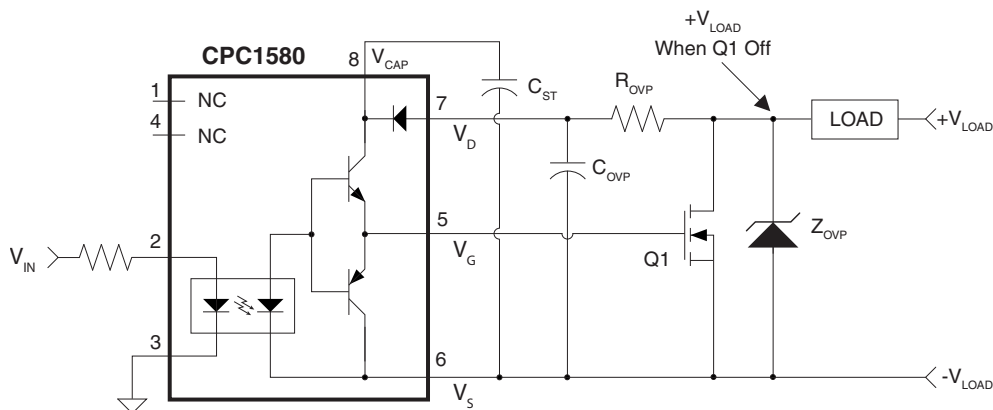 +V_LOAD
When Q1 Off
CPC1580
8
V_CAP
1
NC
4
NC
C_ST
7
V_D
R_OVP
LOAD
+V_LOAD
C_OVP
5
V_G
Q1
Z_OVP
V_IN
2
3
6
V_S
-V_LOAD